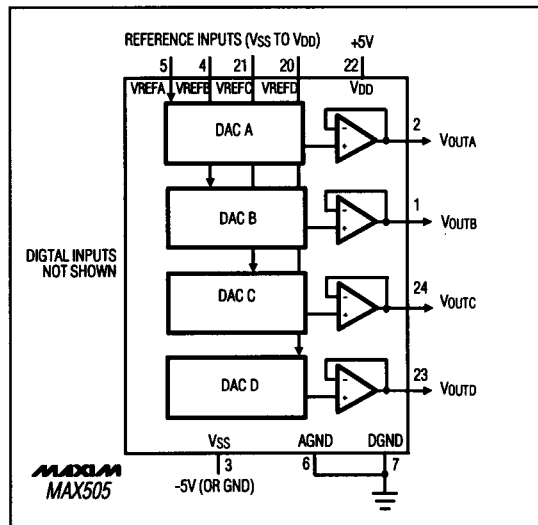 REFERENCE INPUTS (VSS TO VDD) +5V
5 4 21 20 22
VREFA VREFB VREFC VREFD VDD
DAC A
- +
2
VOUTA
DAC B
- +
1
VOUTB
DIGTAL INPUTS
NOT SHOWN
DAC C
- +
24
VOUTC
DAC D
- +
23
VOUTD
VSS AGND DGND
3 6 7
-5V (OR GND)
MAXIM
MAX505